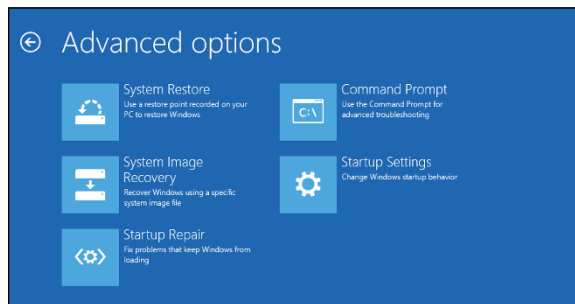 Advanced options
System Restore
Use a restore point recorded on your
PC to restore Windows
System Image
Recovery
Recover Windows using a specific
system image file
Startup Repair
Fix problems that keep Windows from
loading
C:\
Command Prompt
Use the Command Prompt for
advanced troubleshooting
Startup Settings
Change Windows startup behavior